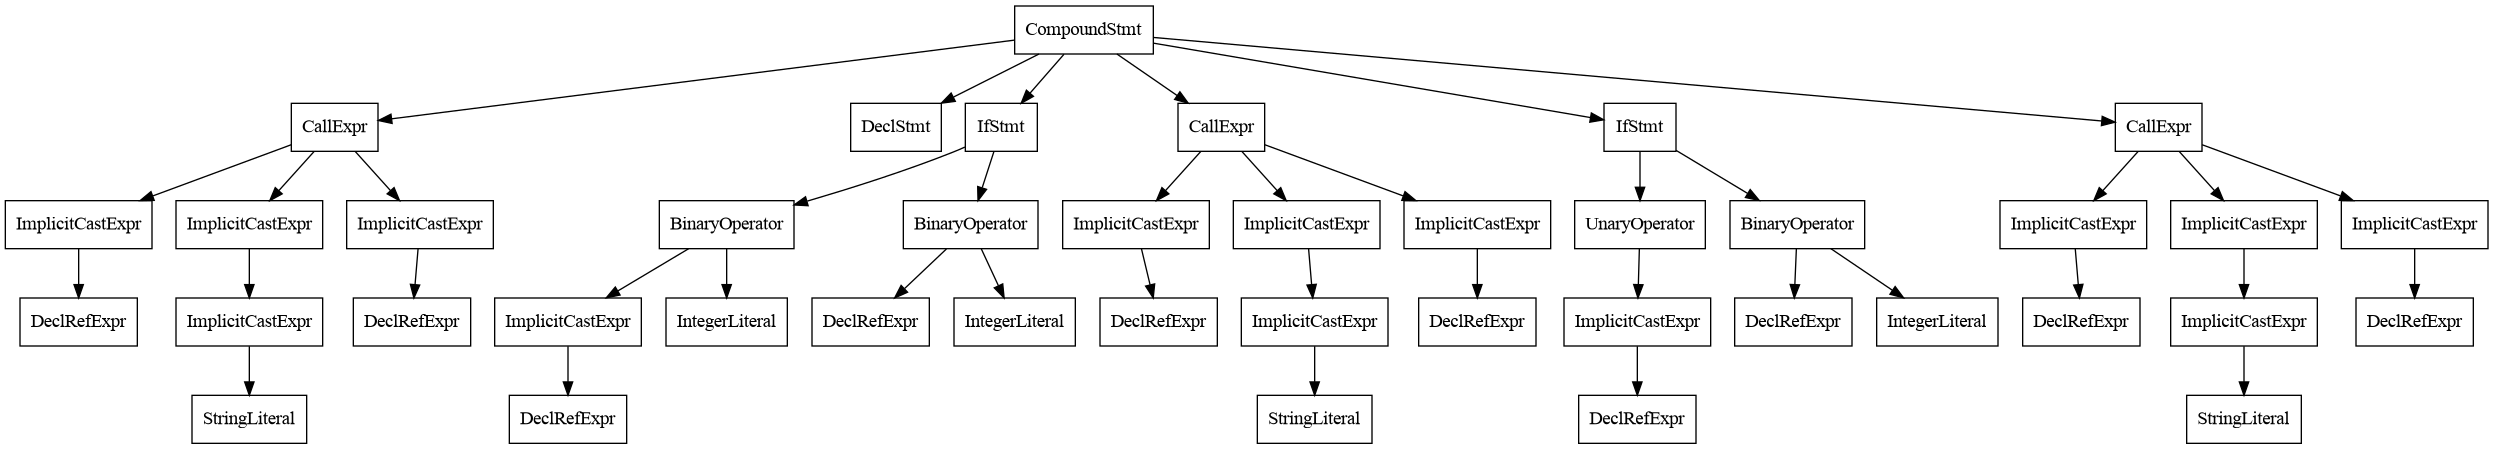 CompoundStmt
CallExpr
DeclStmt
IfStmt
CallExpr
IfStmt
CallExpr
ImplicitCastExpr
ImplicitCastExpr
ImplicitCastExpr
BinaryOperator
BinaryOperator
ImplicitCastExpr
ImplicitCastExpr
ImplicitCastExpr
UnaryOperator
BinaryOperator
ImplicitCastExpr
ImplicitCastExpr
ImplicitCastExpr
DeclRefExpr
ImplicitCastExpr
DeclRefExpr
ImplicitCastExpr
IntegerLiteral
DeclRefExpr
IntegerLiteral
DeclRefExpr
ImplicitCastExpr
DeclRefExpr
ImplicitCastExpr
DeclRefExpr
IntegerLiteral
DeclRefExpr
ImplicitCastExpr
DeclRefExpr
StringLiteral
DeclRefExpr
StringLiteral
DeclRefExpr
StringLiteral